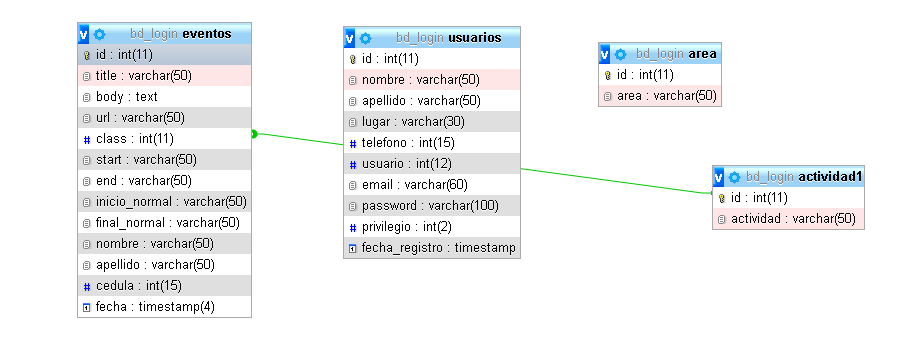 v bd_login eventos
id : int(11)
title : varchar(50)
body : text
url : varchar(50)
# class : int(11)
start : varchar(50)
end : varchar(50)
inicio_normal : varchar(50)
final_normal : varchar(50)
nombre : varchar(50)
apellido : varchar(50)
# cedula : int(15)
fecha : timestamp(4)
v bd_login usuarios
id : int(11)
nombre : varchar(50)
apellido : varchar(50)
lugar : varchar(30)
# telefono : int(15)
# usuario : int(12)
email : varchar(60)
password : varchar(100)
# privilegio : int(2)
fecha_registro : timestamp
v bd_login area
id : int(11)
area : varchar(50)
v bd_login actividad1
id : int(11)
actividad : varchar(50)